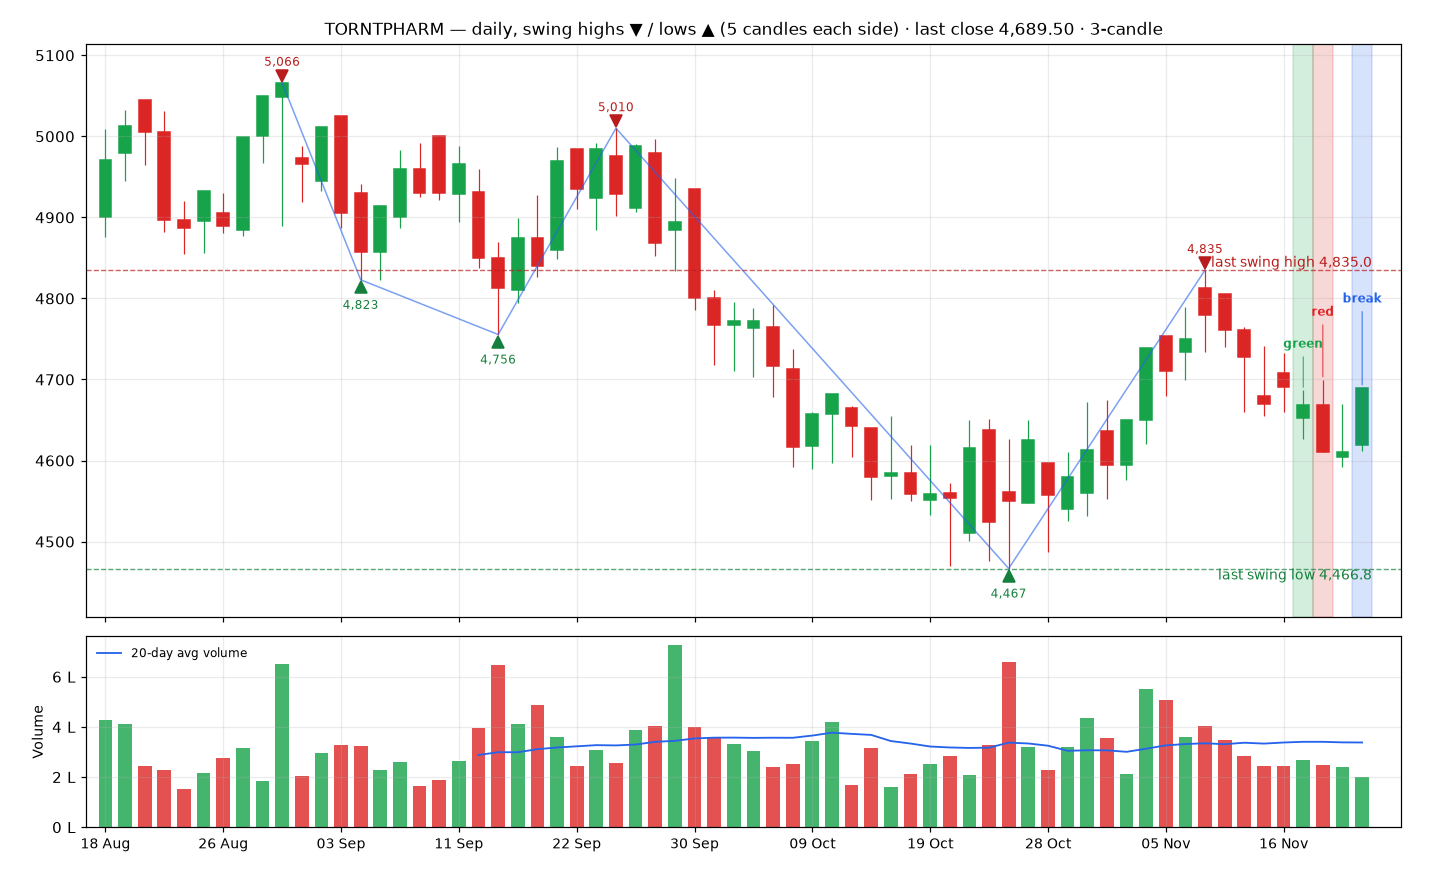 TORNTPHARM — daily, swing highs ▼ / lows ▲ (5 candles each side) · last close 4,689.50 · 3-candle
5100
5000
4900
4800
4700
4600
4500
5,066
4,823
4,756
5,010
4,467
4,835
last swing high 4,835.0
break
red
green
last swing low 4,466.8
20-day avg volume
Volume
6 L
4 L
2 L
0 L
18 Aug
26 Aug
03 Sep
11 Sep
22 Sep
30 Sep
09 Oct
19 Oct
28 Oct
05 Nov
16 Nov